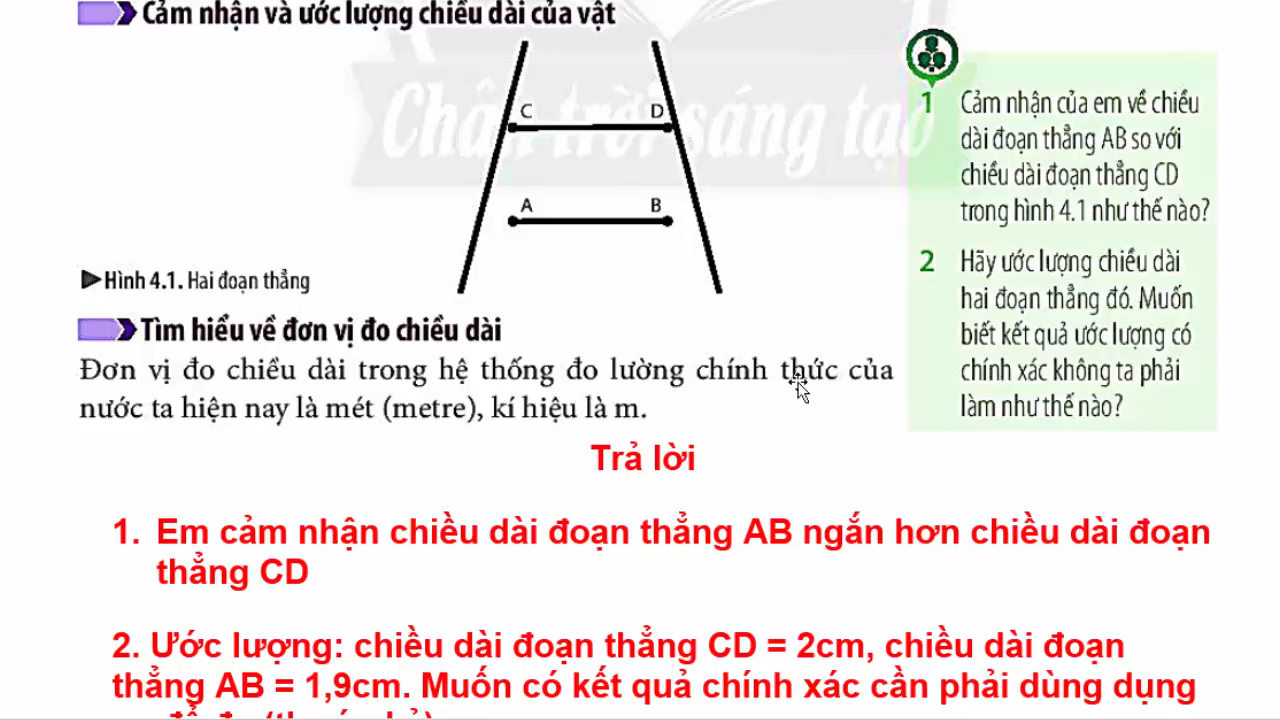 Cảm nhận và ước lượng chiều dài của vật
Chân trời sáng tạo
C D
A B
Hình 4.1. Hai đoạn thẳng
1 Cảm nhận của em về chiều
dài đoạn thẳng AB so với
chiều dài đoạn thẳng CD
trong hình 4.1 như thế nào?
2 Hãy ước lượng chiều dài
hai đoạn thẳng đó. Muốn
biết kết quả ước lượng có
chính xác không ta phải
làm như thế nào?
Tìm hiểu về đơn vị đo chiều dài
Đơn vị đo chiều dài trong hệ thống đo lường chính thức của
nước ta hiện nay là mét (metre), kí hiệu là m.
Trả lời
1. Em cảm nhận chiều dài đoạn thẳng AB ngắn hơn chiều dài đoạn
thẳng CD
2. Ước lượng: chiều dài đoạn thẳng CD = 2cm, chiều dài đoạn
thẳng AB = 1,9cm. Muốn có kết quả chính xác cần phải dùng dụng